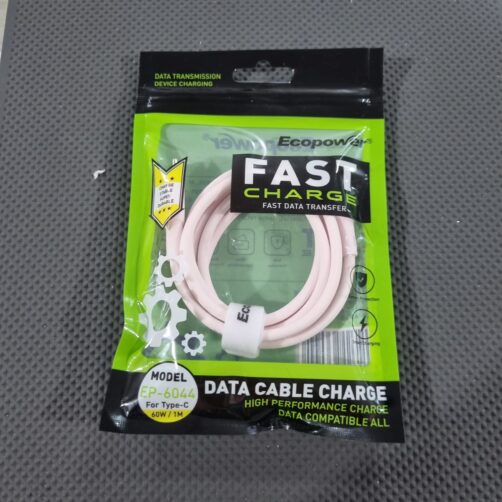 DATA TRANSMISSION
DEVICE CHARGING
Ecopower®
FAST
CHARGE
FAST DATA TRANSFER
MODEL
EP-6044
For Type-C
60W / 1M
DATA CABLE CHARGE
HIGH PERFORMANCE CHARGE
DATA COMPATIBLE ALL